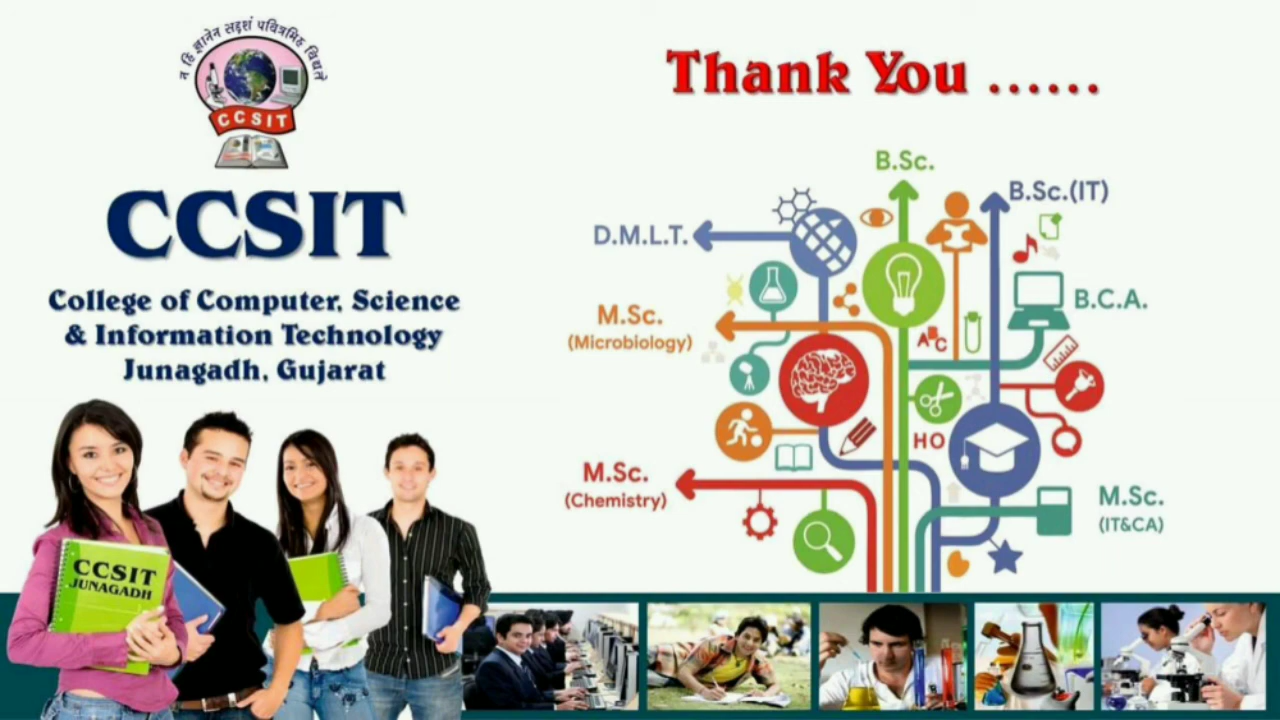 न हि ज्ञानेन सदृशं पवित्रमिह विद्यते
CCSIT
CCSIT
College of Computer, Science
& Information Technology
Junagadh, Gujarat
CCSIT
JUNAGADH
Thank You ......
B.Sc.
B.Sc.(IT)
D.M.L.T.
B.C.A.
M.Sc.
(Microbiology)
ABC
HO
M.Sc.
(Chemistry)
M.Sc.
(IT&CA)